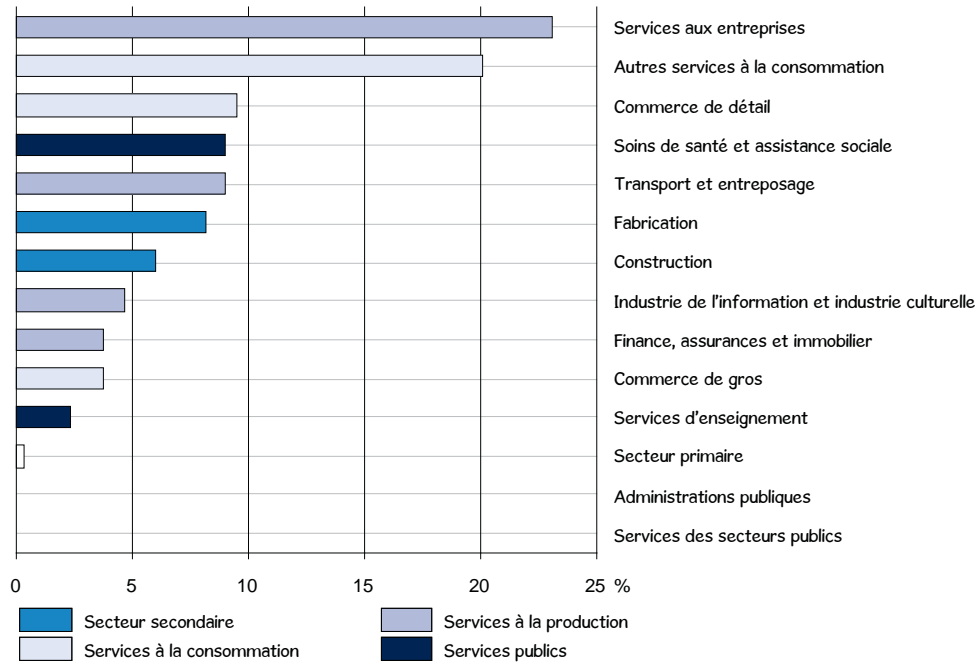 Services aux entreprises
Autres services à la consommation
Commerce de détail
Soins de santé et assistance sociale
Transport et entreposage
Fabrication
Construction
Industrie de l'information et industrie culturelle
Finance, assurances et immobilier
Commerce de gros
Services d'enseignement
Secteur primaire
Administrations publiques
Services des secteurs publics
0 5 10 15 20 25 %
Secteur secondaire Services à la production
Services à la consommation Services publics